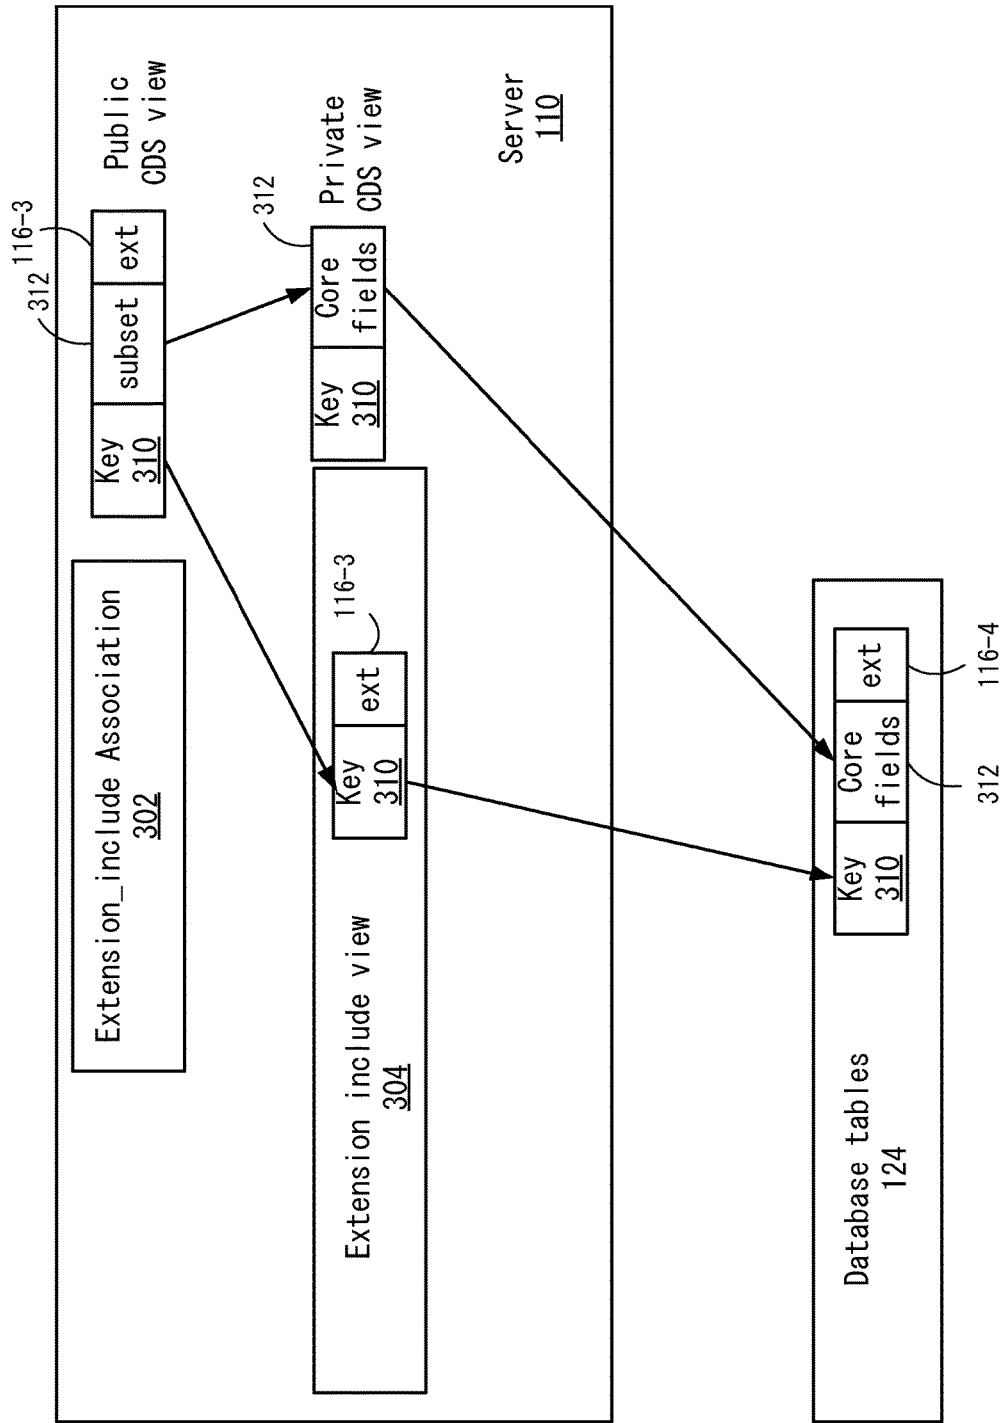 116-3
312
Public
CDS view
Key
310
subset
ext
Extension_include Association
302
312
Private
CDS view
Key
310
Core
fields
116-3
Key
310
ext
Extension include view
304
Server
110
Key
310
Core
fields
ext
Database tables
124
312
116-4